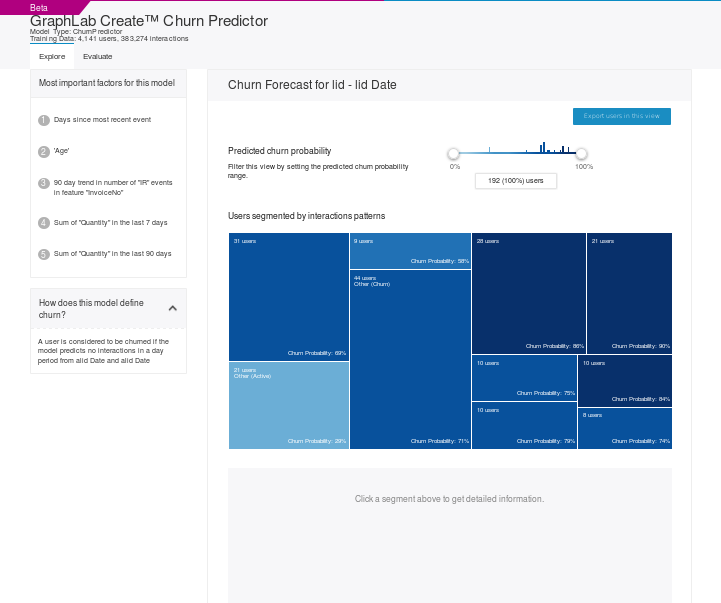 Beta
GraphLab Create™ Churn Predictor
Model Type: ChurnPredictor
Training Data: 4,141 users, 383,274 interactions
Explore Evaluate
Most important factors for this model
1 Days since most recent event
2 'Age'
3 90 day trend in number of "IR" events
in feature "InvoiceNo"
4 Sum of "Quantity" in the last 7 days
5 Sum of "Quantity" in the last 90 days
How does this model define
churn?
A user is considered to be churned if the
model predicts no interactions in a day
period from alid Date and alid Date
Churn Forecast for lid - lid Date
Export users in this view
Predicted churn probability
Filter this view by setting the predicted churn probability
range.
0% 100%
192 (100%) users
Users segmented by interactions patterns
31 users
Churn Probability: 69%
21 users
Other (Active)
Churn Probability: 29%
9 users
Churn Probability: 58%
44 users
Other (Churn)
Churn Probability: 71%
28 users
Churn Probability: 86%
21 users
Churn Probability: 90%
10 users
Churn Probability: 75%
10 users
Churn Probability: 84%
10 users
Churn Probability: 79%
8 users
Churn Probability: 74%
Click a segment above to get detailed information.